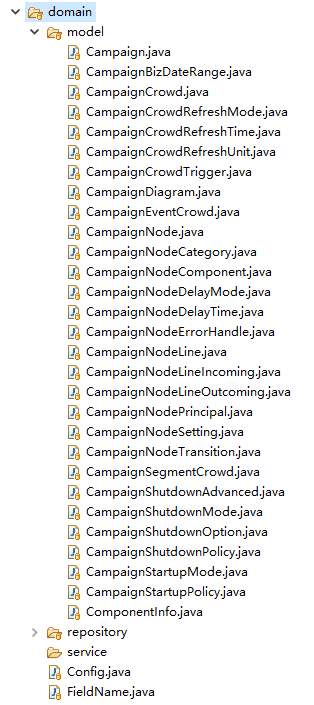 domain
model
Campaign.java
CampaignBizDateRange.java
CampaignCrowd.java
CampaignCrowdRefreshMode.java
CampaignCrowdRefreshTime.java
CampaignCrowdRefreshUnit.java
CampaignCrowdTrigger.java
CampaignDiagram.java
CampaignEventCrowd.java
CampaignNode.java
CampaignNodeCategory.java
CampaignNodeComponent.java
CampaignNodeDelayMode.java
CampaignNodeDelayTime.java
CampaignNodeErrorHandle.java
CampaignNodeLine.java
CampaignNodeLineIncoming.java
CampaignNodeLineOutcoming.java
CampaignNodePrincipal.java
CampaignNodeSetting.java
CampaignNodeTransition.java
CampaignSegmentCrowd.java
CampaignShutdownAdvanced.java
CampaignShutdownMode.java
CampaignShutdownOption.java
CampaignShutdownPolicy.java
CampaignStartupMode.java
CampaignStartupPolicy.java
ComponentInfo.java
repository
service
Config.java
FieldName.java